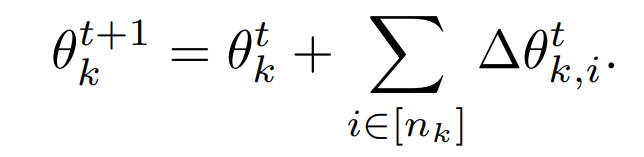 θ_k^{t+1} = θ_k^t + ∑_{i∈[n_k]} Δθ_{k,i}^t.